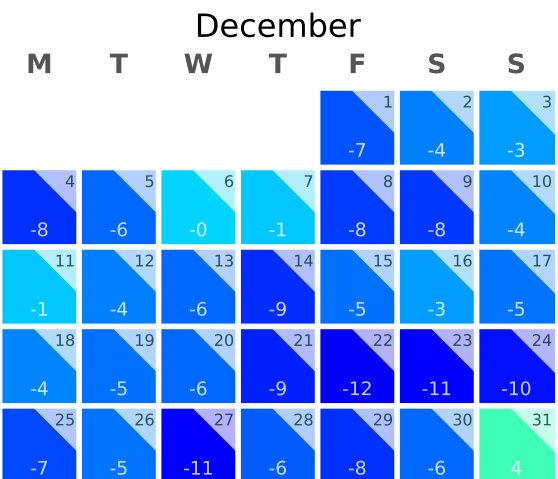 December
M T W T F S S
1 2 3
-7 -4 -3
4 5 6 7 8 9 10
-8 -6 -0 -1 -8 -8 -4
11 12 13 14 15 16 17
-1 -4 -6 -9 -5 -3 -5
18 19 20 21 22 23 24
-4 -5 -6 -9 -12 -11 -10
25 26 27 28 29 30 31
-7 -5 -11 -6 -8 -6 4